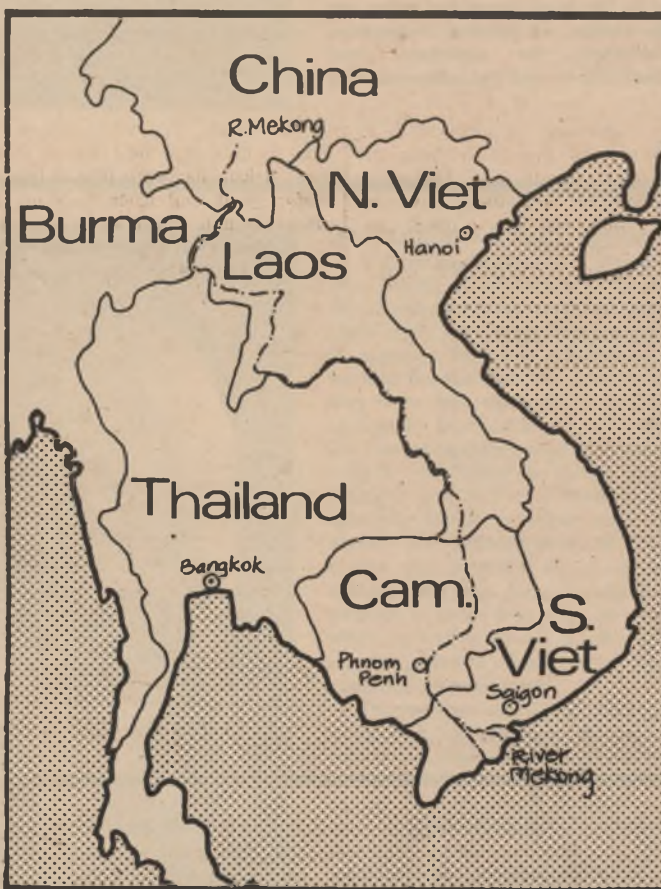 China
R.Mekong
N. Viet
Burma
Hanoi
Laos
Thailand
Bangkok
Cam.
S.
Viet
Phnom
Penh
Saigon
River
Mekong